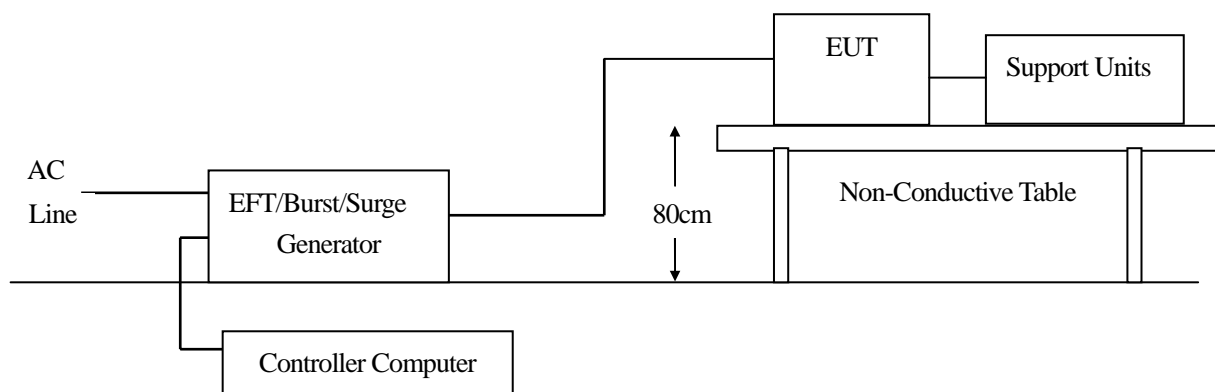 EUT
Support Units
AC
Line
EFT/Burst/Surge
Generator
80cm
Non-Conductive Table
Controller Computer